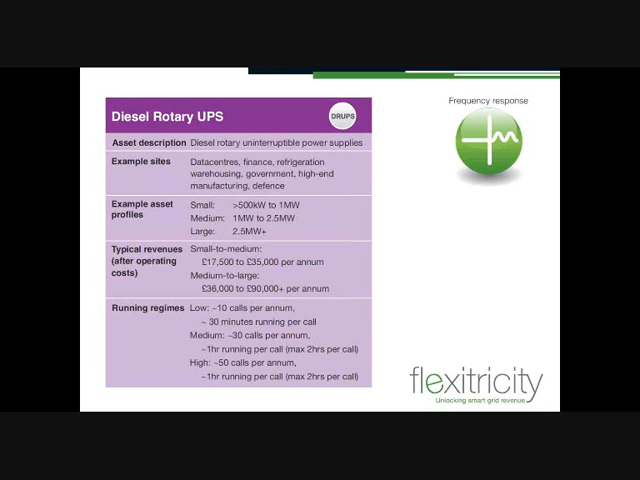 Diesel Rotary UPS
DRUPS
Asset description Diesel rotary uninterruptible power supplies
Example sites Datacentres, finance, refrigeration
warehousing, government, high-end
manufacturing, defence
Example asset profiles
Small: >500kW to 1MW
Medium: 1MW to 2.5MW
Large: 2.5MW+
Typical revenues (after operating costs)
Small-to-medium:
£17,500 to £35,000 per annum
Medium-to-large:
£36,000 to £90,000+ per annum
Running regimes Low: ~10 calls per annum,
~ 30 minutes running per call
Medium: ~30 calls per annum,
~1hr running per call (max 2hrs per call)
High: ~50 calls per annum,
~1hr running per call (max 2hrs per call)
Frequency response
flexitricity
Unlocking smart grid revenue